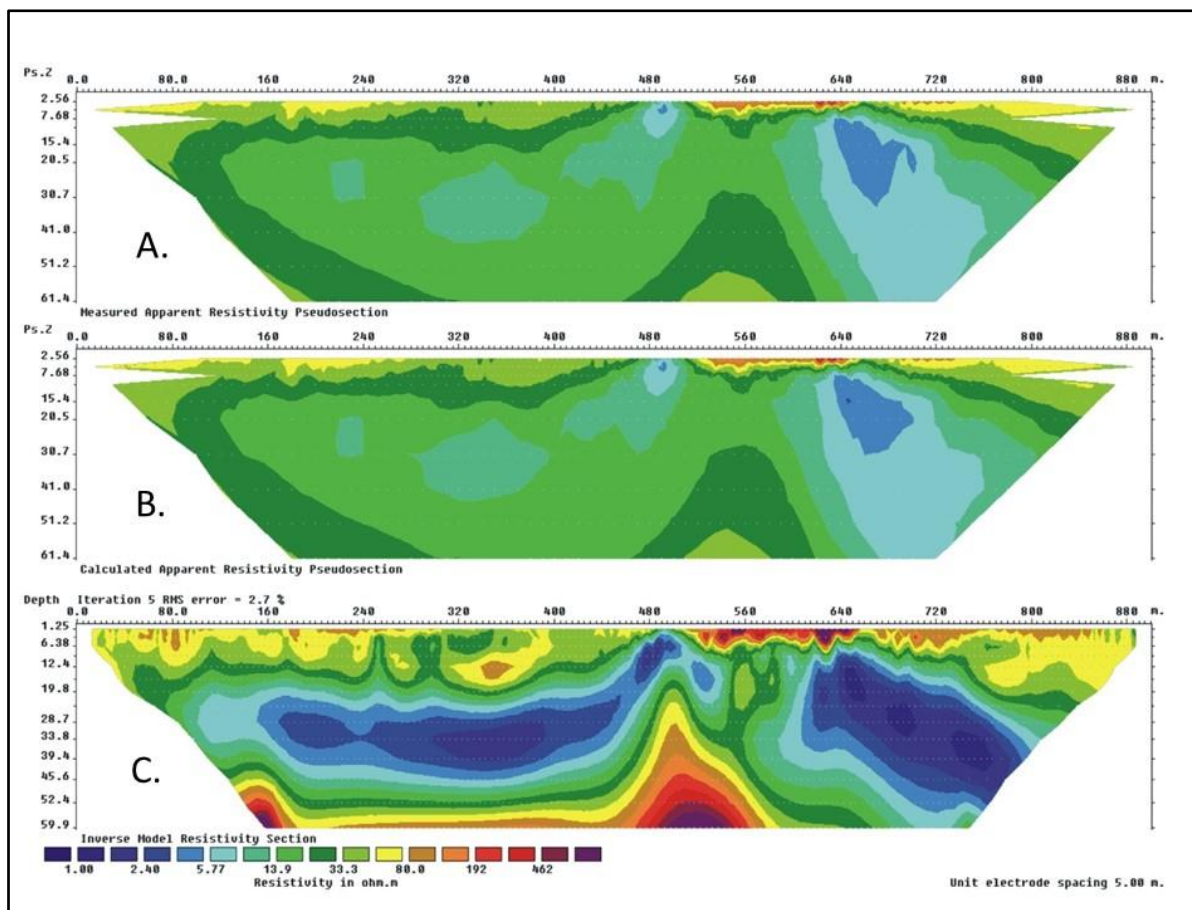 Ps.Z 0.0 80.0 160 240 320 400 480 560 640 720 800 880 m.
2.56
7.68
15.4
20.5
30.7
41.0
51.2
61.4
A.
Measured Apparent Resistivity Pseudosection
Ps.Z 0.0 80.0 160 240 320 400 480 560 640 720 800 880 m.
2.56
7.68
15.4
20.5
30.7
41.0
51.2
61.4
B.
Calculated Apparent Resistivity Pseudosection
Depth Iteration 5 RMS error = 2.7 %
0.0 80.0 160 240 320 400 480 560 640 720 800 880 m.
1.25
6.38
12.4
19.8
28.7
33.8
39.4
45.6
52.4
59.9
C.
Inverse Model Resistivity Section
1.00 2.40 5.77 13.9 33.3 80.0 192 462
Resistivity in ohm.m
Unit electrode spacing 5.00 m.